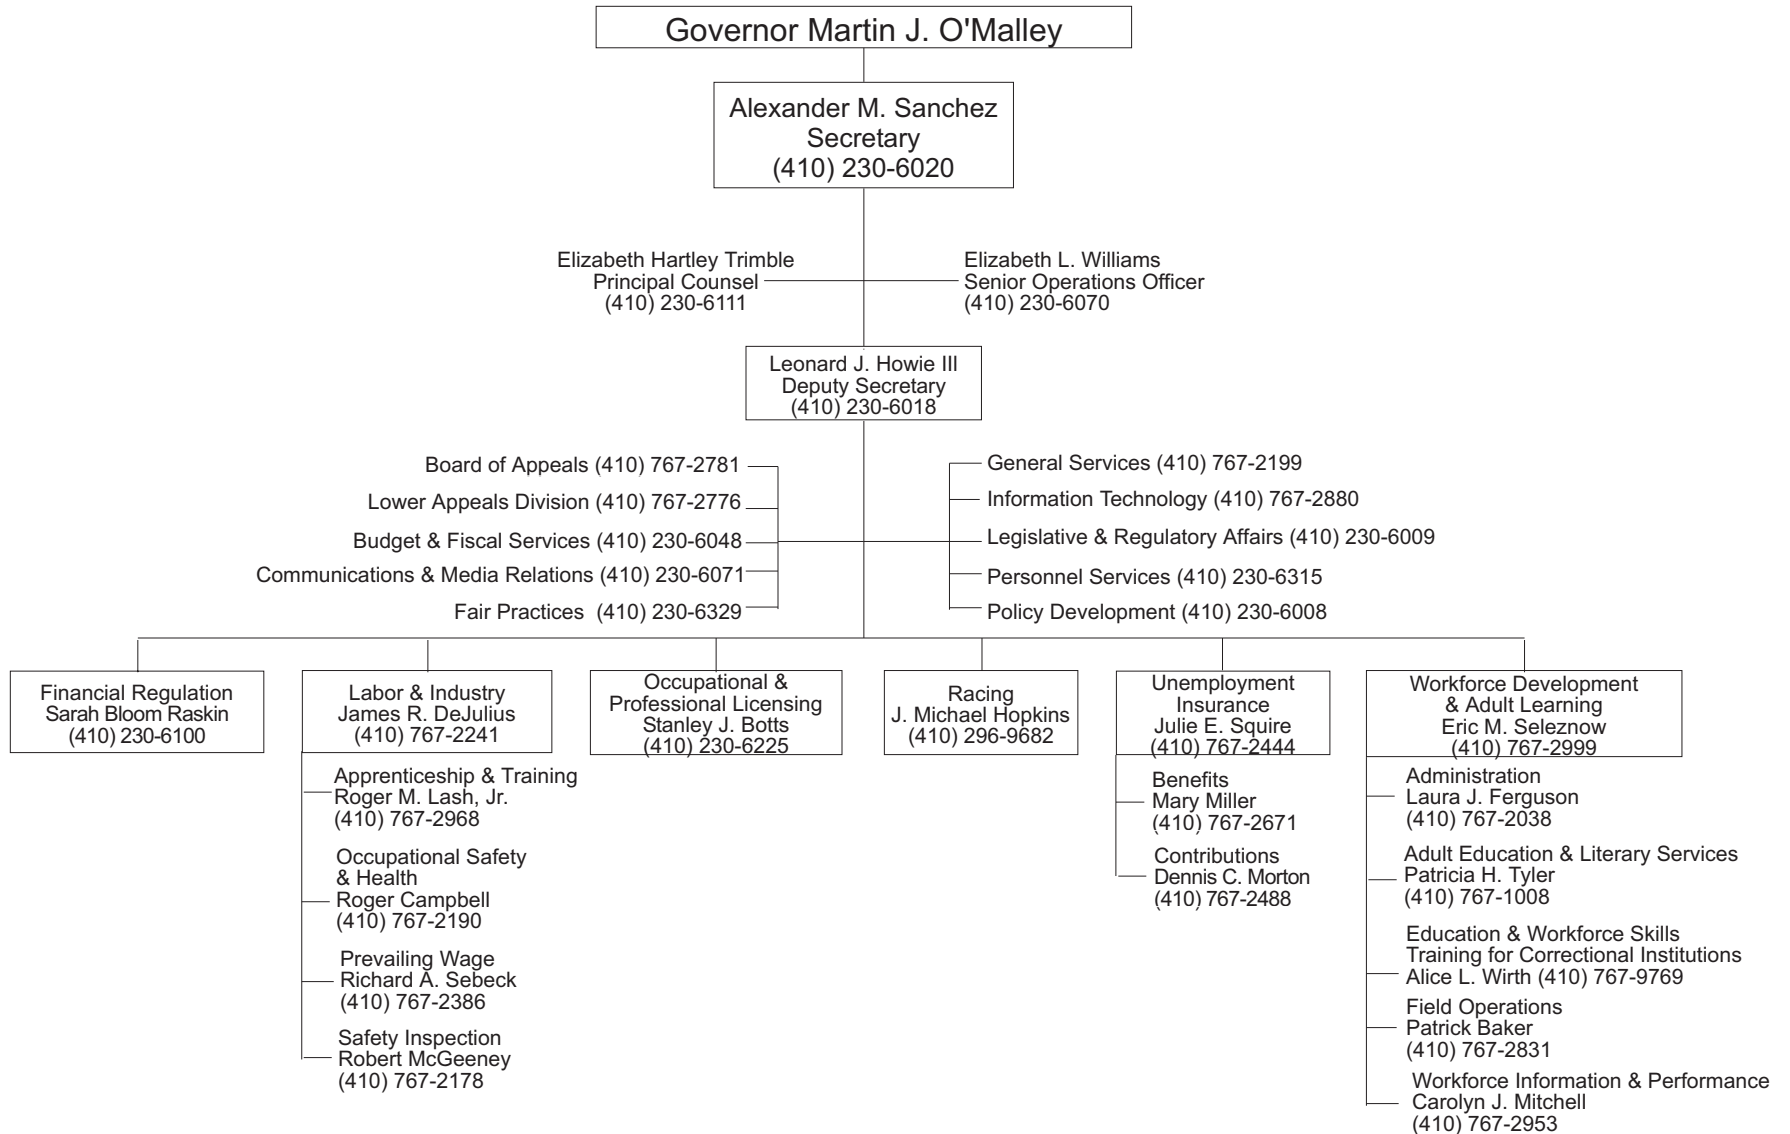 Governor Martin J. O'Malley
Alexander M. Sanchez
Secretary
(410) 230-6020
Elizabeth Hartley Trimble
Principal Counsel
(410) 230-6111
Elizabeth L. Williams
Senior Operations Officer
(410) 230-6070
Leonard J. Howie III
Deputy Secretary
(410) 230-6018
Board of Appeals (410) 767-2781
Lower Appeals Division (410) 767-2776
Budget & Fiscal Services (410) 230-6048
Communications & Media Relations (410) 230-6071
Fair Practices (410) 230-6329
General Services (410) 767-2199
Information Technology (410) 767-2880
Legislative & Regulatory Affairs (410) 230-6009
Personnel Services (410) 230-6315
Policy Development (410) 230-6008
Financial Regulation
Sarah Bloom Raskin
(410) 230-6100
Labor & Industry
James R. DeJulius
(410) 767-2241
Apprenticeship & Training
Roger M. Lash, Jr.
(410) 767-2968
Occupational Safety
& Health
Roger Campbell
(410) 767-2190
Prevailing Wage
Richard A. Sebeck
(410) 767-2386
Safety Inspection
Robert McGeeney
(410) 767-2178
Occupational &
Professional Licensing
Stanley J. Botts
(410) 230-6225
Racing
J. Michael Hopkins
(410) 296-9682
Unemployment
Insurance
Julie E. Squire
(410) 767-2444
Benefits
Mary Miller
(410) 767-2671
Contributions
Dennis C. Morton
(410) 767-2488
Workforce Development
& Adult Learning
Eric M. Seleznow
(410) 767-2999
Administration
Laura J. Ferguson
(410) 767-2038
Adult Education & Literary Services
Patricia H. Tyler
(410) 767-1008
Education & Workforce Skills
Training for Correctional Institutions
Alice L. Wirth (410) 767-9769
Field Operations
Patrick Baker
(410) 767-2831
Workforce Information & Performance
Carolyn J. Mitchell
(410) 767-2953